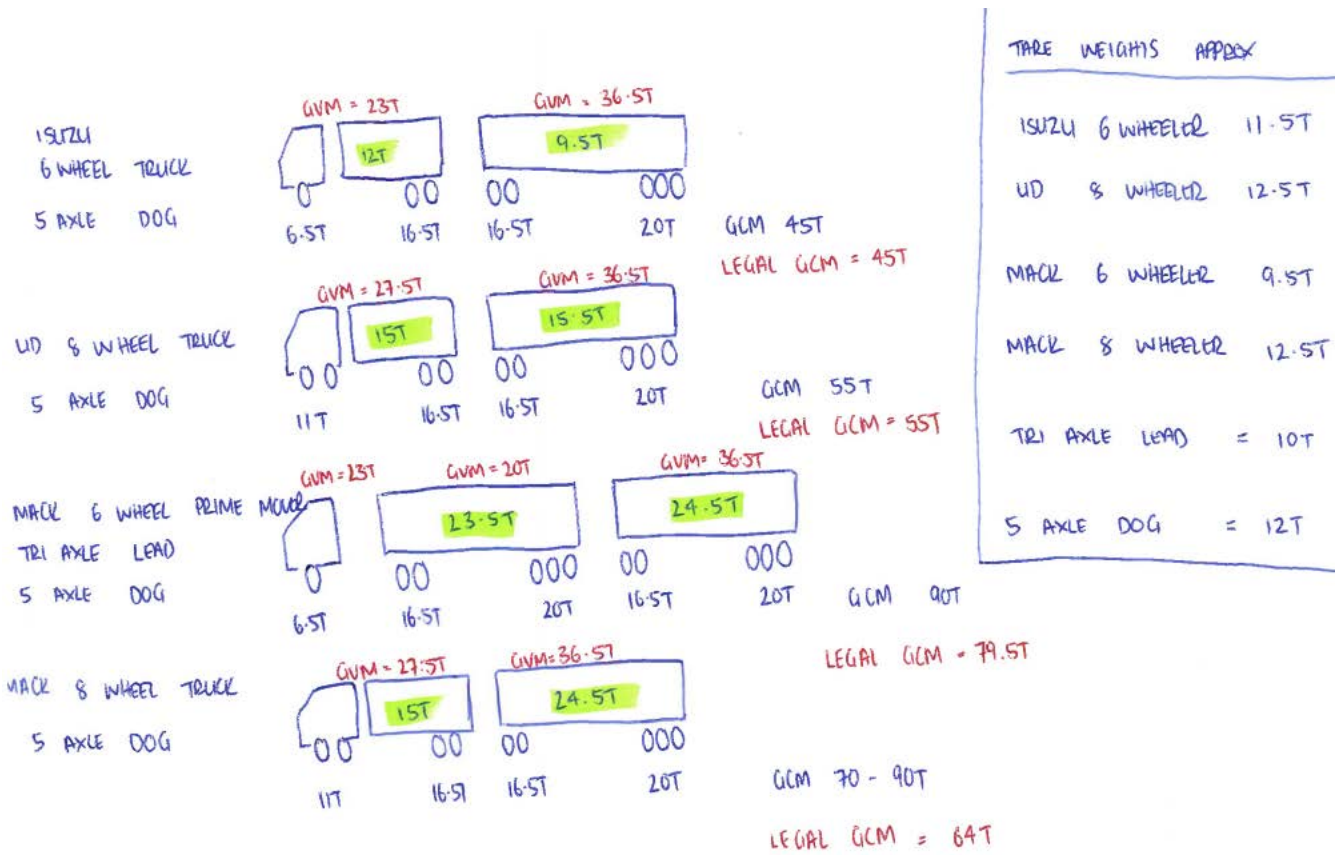 TARE WEIGHTS APPROX
ISUZU 6 WHEELER 11.5T
UD 8 WHEELER 12.5T
MACK 6 WHEELER 9.5T
MACK 8 WHEELER 12.5T
TRI AXLE LEAD = 10T
5 AXLE DOG = 12T
GVM = 23T GVM = 36.5T
ISUZU
6 WHEEL TRUCK 12T 9.5T
5 AXLE DOG
6.5T 16.5T 16.5T 20T GCM 45T
LEGAL GCM = 45T
GVM = 27.5T GVM = 36.5T
UD 8 WHEEL TRUCK 15T 15.5T
5 AXLE DOG
11T 16.5T 16.5T 20T GCM 55T
LEGAL GCM = 55T
GVM = 23T GVM = 20T GVM = 36.5T
MACK 6 WHEEL PRIME MOVER 23.5T 24.5T
TRI AXLE LEAD
5 AXLE DOG
6.5T 16.5T 20T 16.5T 20T GCM 90T
LEGAL GCM = 79.5T
GVM = 27.5T GVM = 36.5T
MACK 8 WHEEL TRUCK 15T 24.5T
5 AXLE DOG
11T 16.5T 16.5T 20T GCM 70 - 90T
LEGAL GCM = 64T